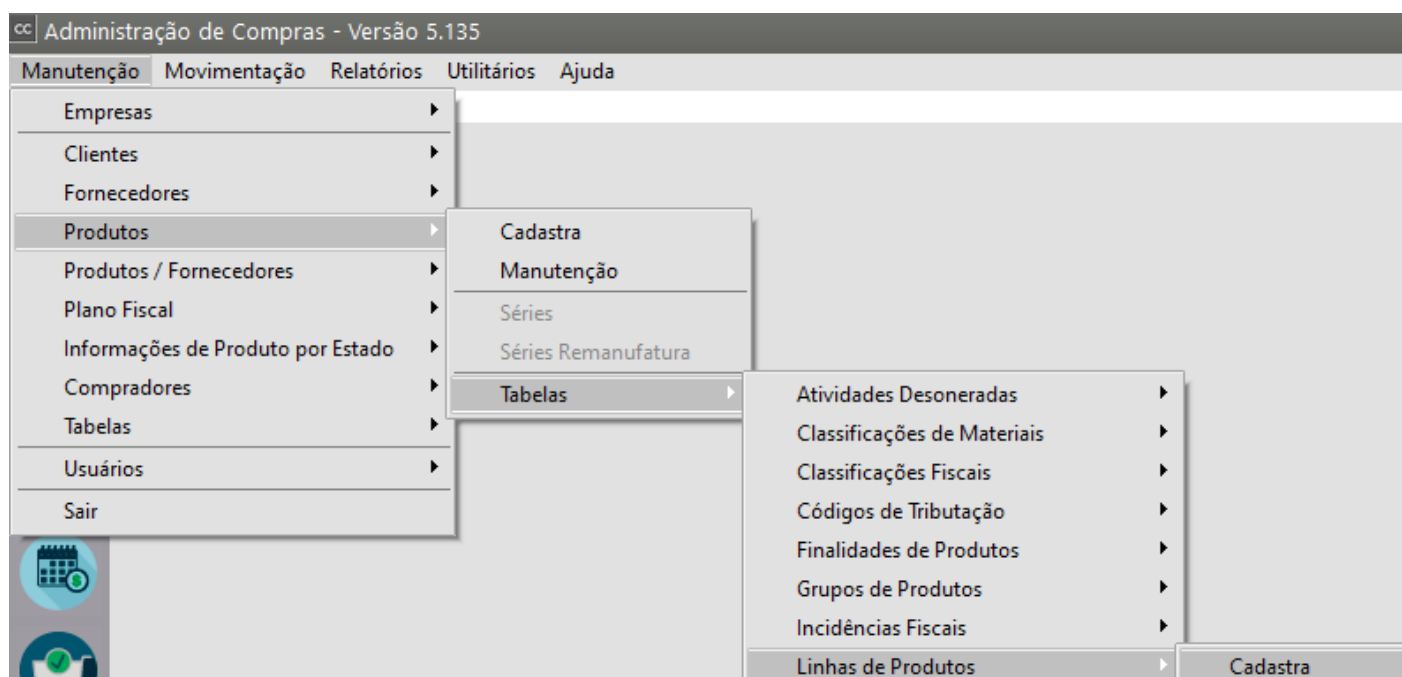 cc Administração de Compras - Versão 5.135
Manutenção Movimentação Relatórios Utilitários Ajuda
Empresas
Clientes
Fornecedores
Produtos
Produtos / Fornecedores
Plano Fiscal
Informações de Produto por Estado
Compradores
Tabelas
Usuários
Sair
Cadastra
Manutenção
Séries
Séries Remanufatura
Tabelas
Atividades Desoneradas
Classificações de Materiais
Classificações Fiscais
Códigos de Tributação
Finalidades de Produtos
Grupos de Produtos
Incidências Fiscais
Linhas de Produtos
Cadastra